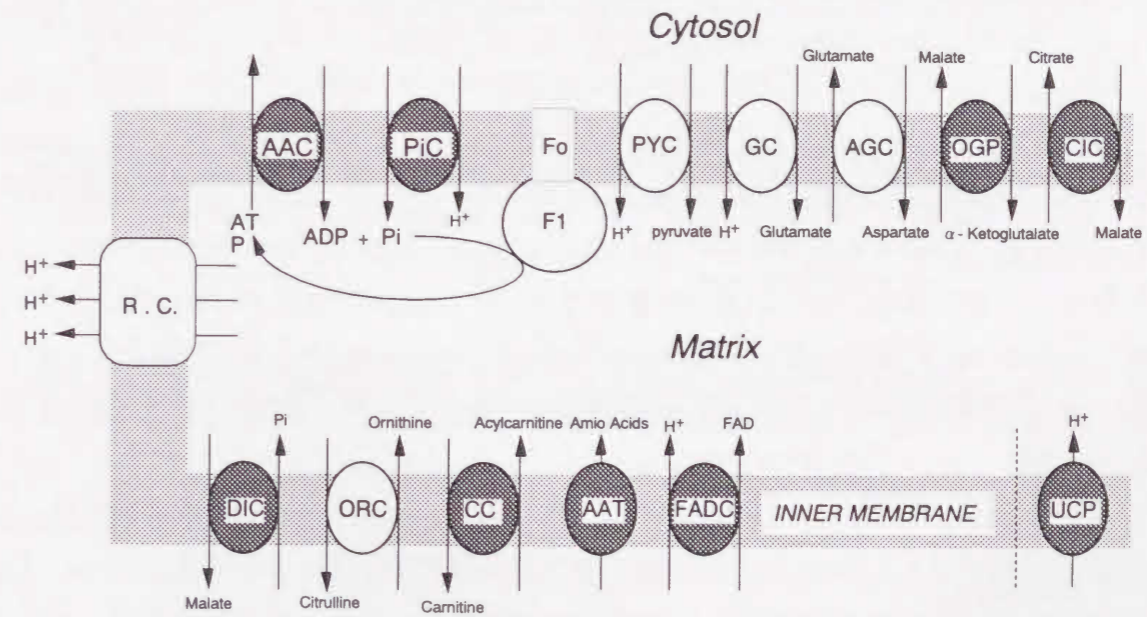 Cytosol
Glutamate Malate Citrate
AAC PiC Fo PYC GC AGC OGP CIC
F1
AT
P
ADP + Pi H+
H+ pyruvate H+ Glutamate Aspartate α - Ketoglutalate Malate
H+
H+
H+
R . C.
Matrix
Pi Ornithine Acylcarnitine Amio Acids H+ FAD H+
DIC ORC CC AAT FADC INNER MEMBRANE UCP
Malate Citrulline Carnitine